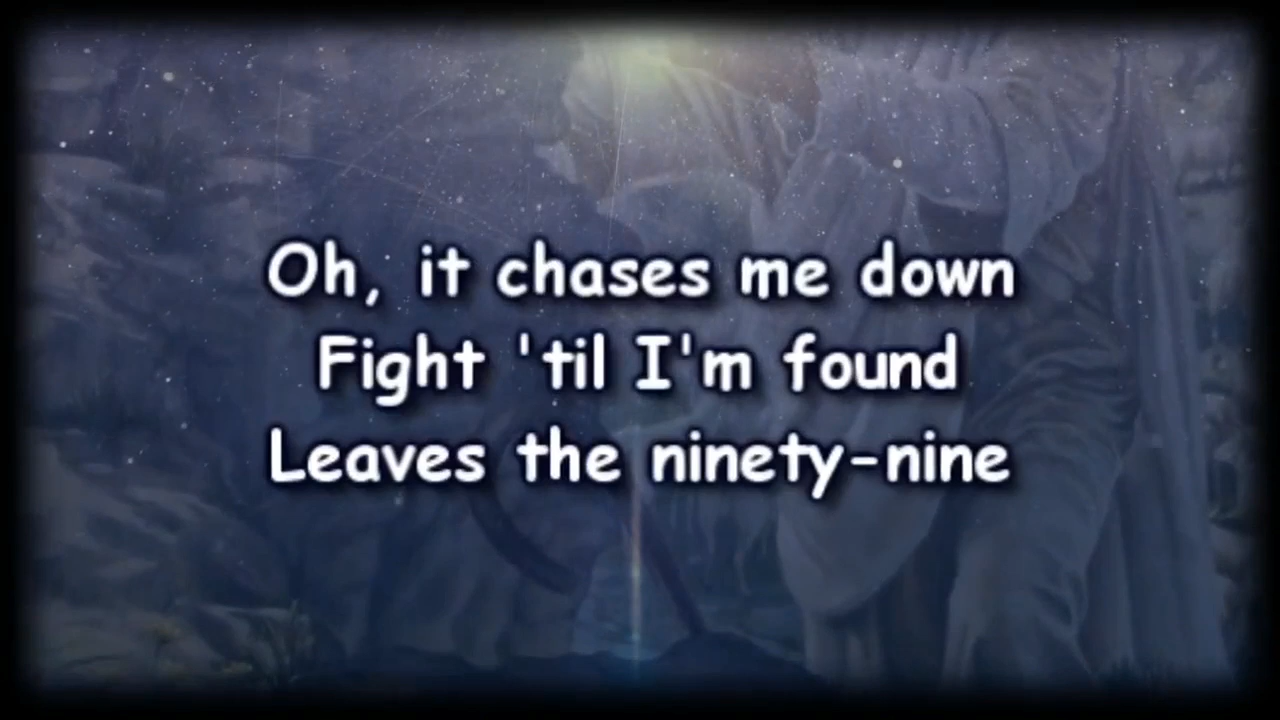 Oh, it chases me down
Fight 'til I'm found
Leaves the ninety-nine